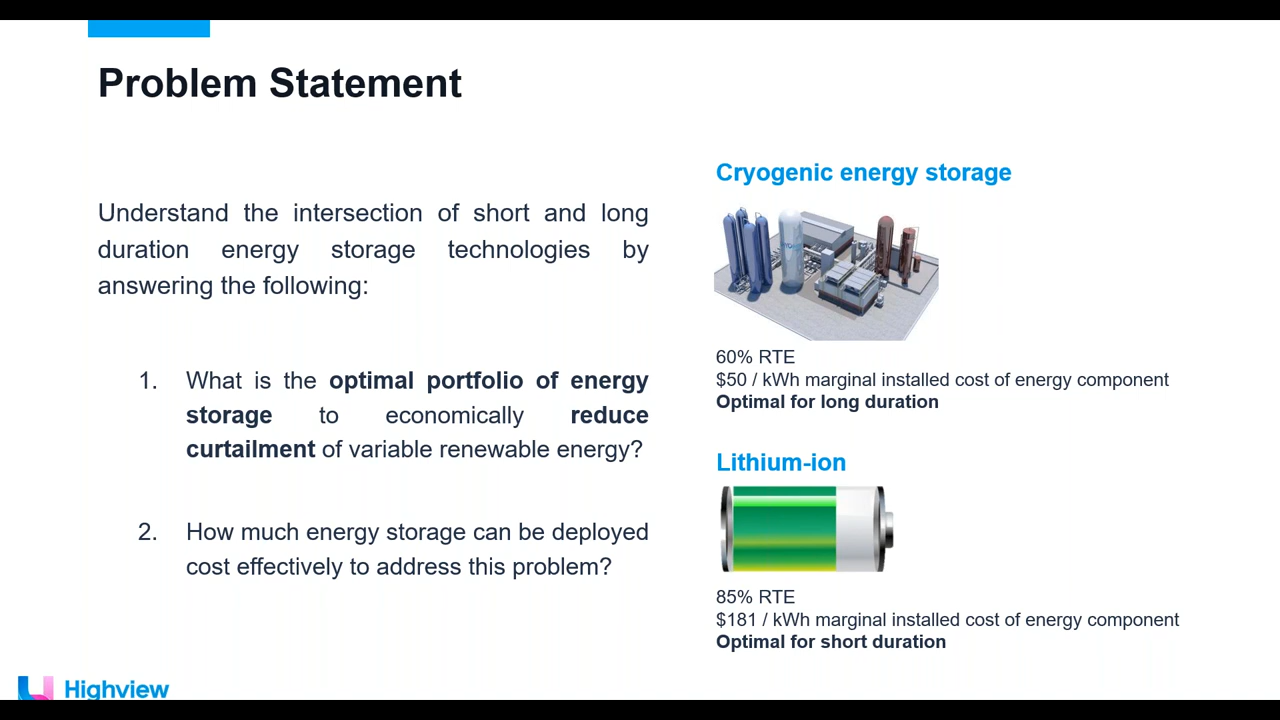 Problem Statement
Understand the intersection of short and long
duration energy storage technologies by
answering the following:
1. What is the optimal portfolio of energy
storage to economically reduce
curtailment of variable renewable energy?
2. How much energy storage can be deployed
cost effectively to address this problem?
Cryogenic energy storage
60% RTE
$50 / kWh marginal installed cost of energy component
Optimal for long duration
Lithium-ion
85% RTE
$181 / kWh marginal installed cost of energy component
Optimal for short duration
Highview